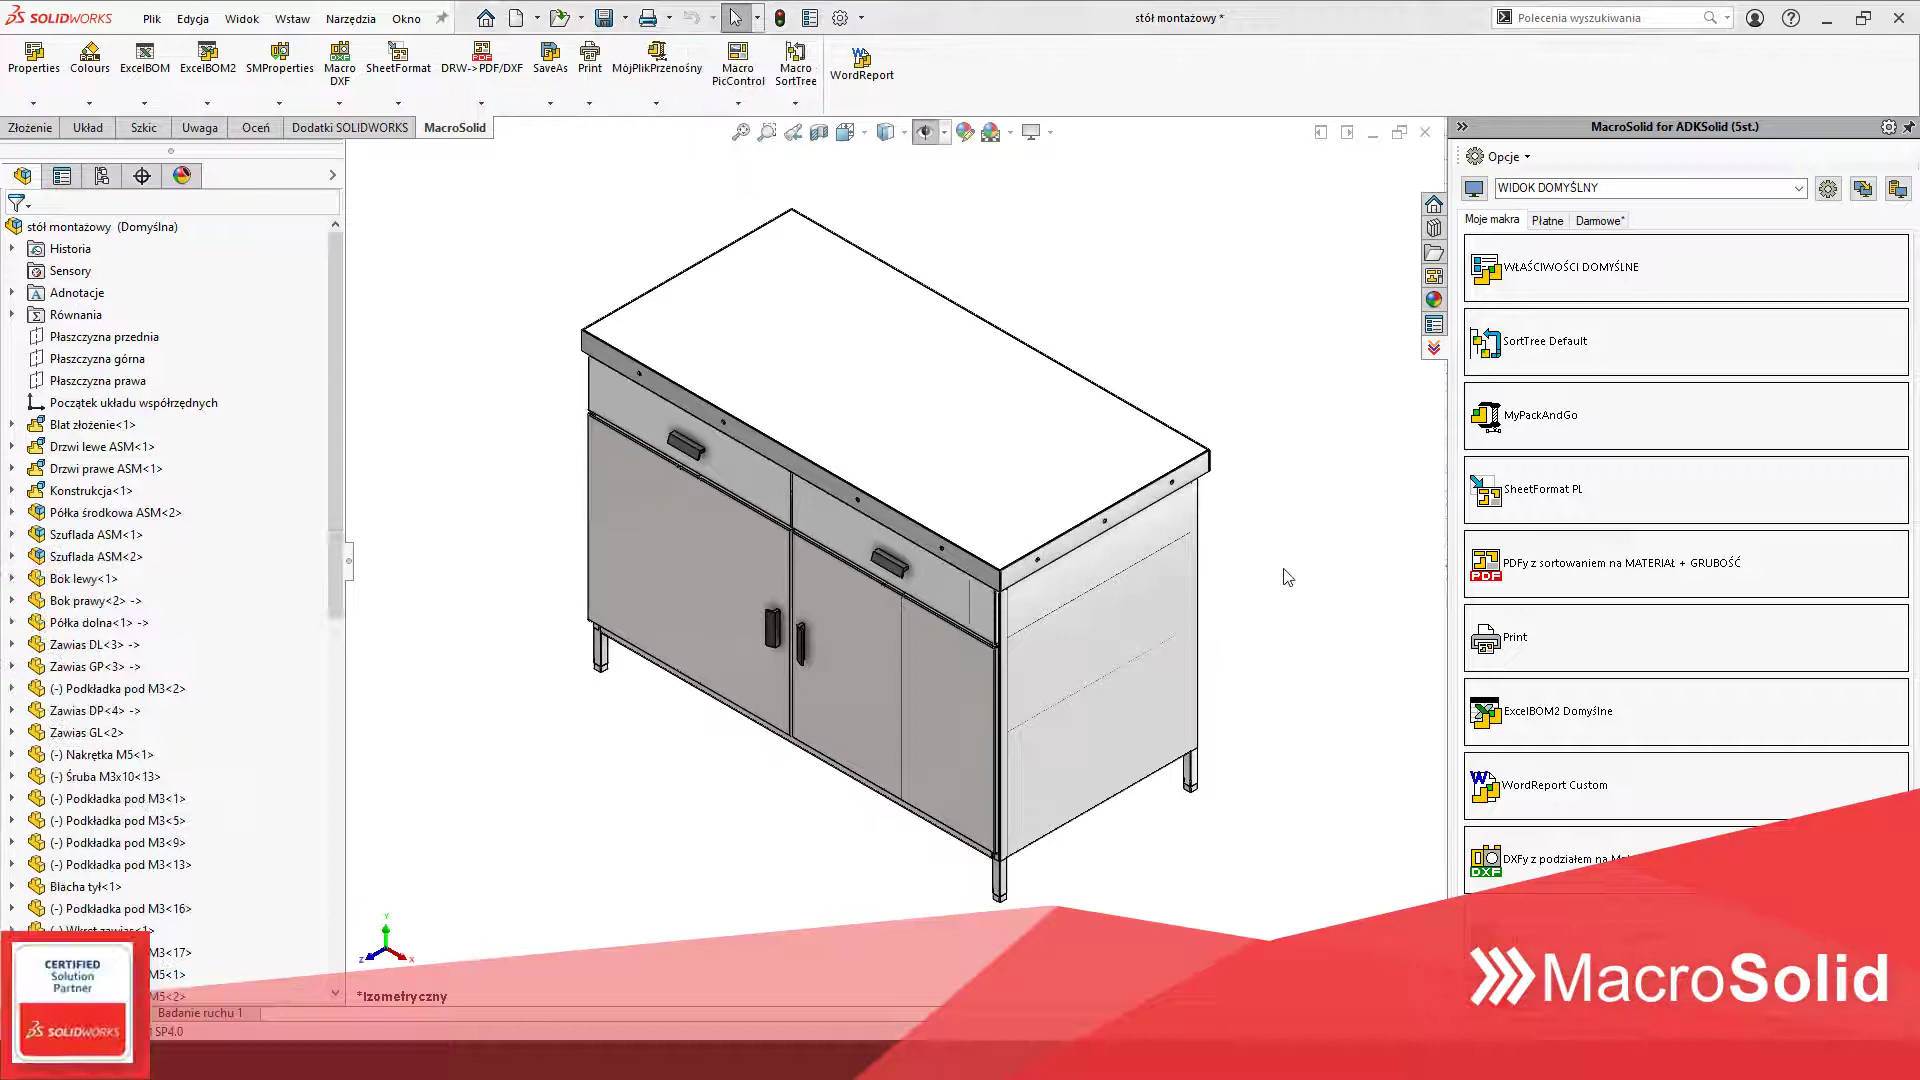 SOLIDWORKS
Plik Edycja Widok Wstaw Narzędzia Okno
stół montażowy *
Polecenia wyszukiwania
Properties
Colours
ExcelBOM
ExcelBOM2
SMProperties
Macro
DXF
SheetFormat
DRW->PDF/DXF
SaveAs
Print
MójPlikPrzenośny
Macro
PicControl
Macro
SortTree
WordReport
Złożenie Układ Szkic Uwaga Oceń Dodatki SOLIDWORKS MacroSolid
stół montażowy (Domyślna)
Historia
Sensory
Adnotacje
Równania
Płaszczyzna przednia
Płaszczyzna górna
Płaszczyzna prawa
Początek układu współrzędnych
Blat złożenie<1>
Drzwi lewe ASM<1>
Drzwi prawe ASM<1>
Konstrukcja<1>
Półka środkowa ASM<2>
Szuflada ASM<1>
Szuflada ASM<2>
Bok lewy<1>
Bok prawy<2> ->
Półka dolna<1> ->
Zawias DL<3> ->
Zawias GP<3> ->
(-) Podkładka pod M3<2>
Zawias DP<4> ->
Zawias GL<2>
(-) Nakrętka M5<1>
(-) Śruba M3x10<13>
(-) Podkładka pod M3<1>
(-) Podkładka pod M3<5>
(-) Podkładka pod M3<9>
(-) Podkładka pod M3<13>
Blacha tył<1>
(-) Podkładka pod M3<16>
(-) Wkręt zawias<1>
M3<17>
M5<1>
M5<2>
Badanie ruchu 1
SP4.0
Y
Z
X
*Izometryczny
MacroSolid for ADKSolid (5st.)
Opcje
WIDOK DOMYŚLNY
Moje makra Płatne Darmowe*
WŁAŚCIWOŚCI DOMYŚLNE
SortTree Default
MyPackAndGo
SheetFormat PL
PDFy z sortowaniem na MATERIAŁ + GRUBOŚĆ
Print
ExcelBOM2 Domyślne
WordReport Custom
DXFy z podziałem na
CERTIFIED
Solution
Partner
SOLIDWORKS
MacroSolid